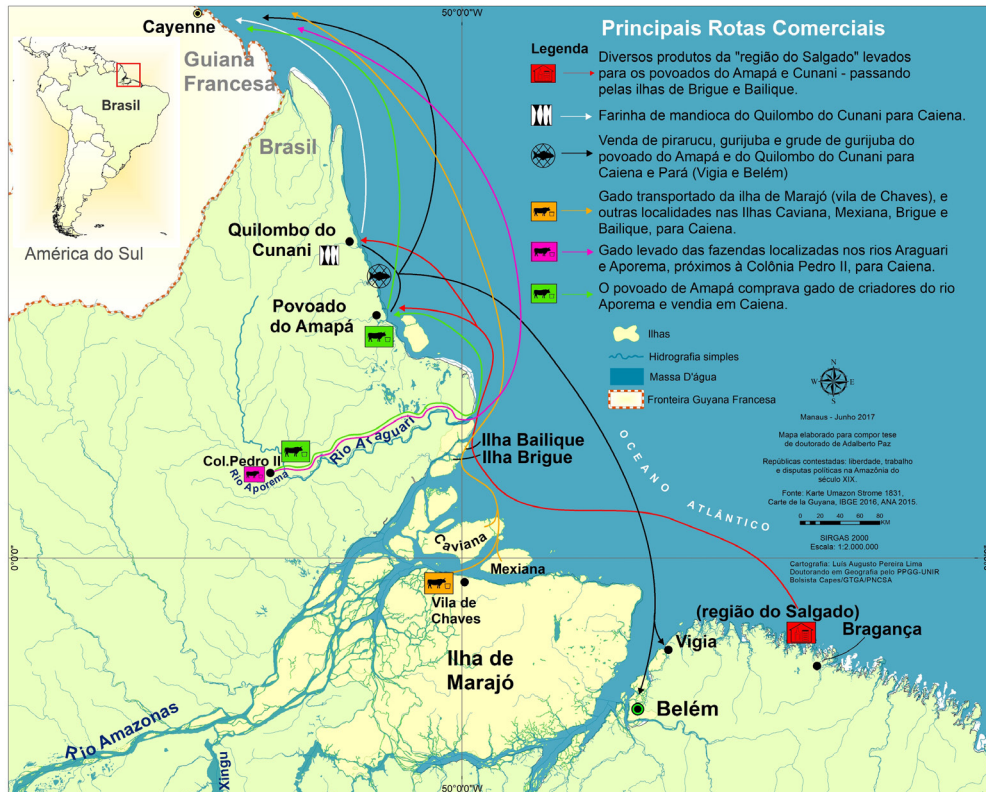 50°0'0"W
Cayenne
Guiana
Francesa
Brasil
América do Sul
Brasil
Quilombo do
Cunani
Povoado
do Amapá
Rio Araguari
Col.Pedro II
Rio Aporema
Ilha Bailique
Ilha Brigue
Caviana
Mexiana
Vila de
Chaves
Ilha de
Marajó
Rio Amazonas
Xingu
(região do Salgado)
Bragança
Vigia
Belém
OCEANO ATLÂNTICO
0°0'0"
50°0'0"W
Principais Rotas Comerciais
Legenda
Diversos produtos da "região do Salgado" levados
para os povoados do Amapá e Cunani - passando
pelas ilhas de Brigue e Bailique.
Farinha de mandioca do Quilombo do Cunani para Caiena.
Venda de pirarucu, gurijuba e grude de gurijuba do
povoado do Amapá e do Quilombo do Cunani para
Caiena e Pará (Vigia e Belém)
Gado transportado da ilha de Marajó (vila de Chaves), e
outras localidades nas Ilhas Caviana, Mexiana, Brigue e
Bailique, para Caiena.
Gado levado das fazendas localizadas nos rios Araguari
e Aporema, próximos à Colônia Pedro II, para Caiena.
O povoado de Amapá comprava gado de criadores do rio
Aporema e vendia em Caiena.
Ilhas
Hidrografia simples
Massa D'água
Fronteira Guyana Francesa
N
W
E
S
Manaus - Junho 2017
Mapa elaborado para compor tese
de doutorado de Adalberto Paz
Repúblicas contestadas: liberdade, trabalho
e disputas políticas na Amazônia do
século XIX.
Fonte: Karte Umazon Strome 1831,
Carte de la Guyana, IBGE 2016, ANA 2015.
0 20 40 60 80
KM
SIRGAS 2000
Escala: 1:2.000.000
Cartografia: Luis Augusto Pereira Lima
Doutorando em Geografia pelo PPGG-UNIR
Bolsista Capes/GTGA/PNCSA